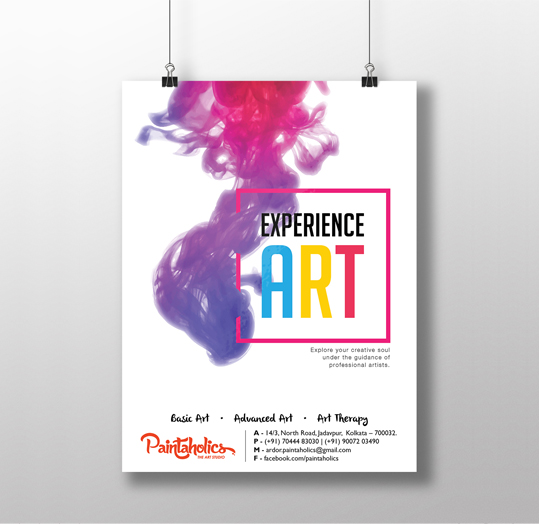 EXPERIENCE
ART
Explore your creative soul
under the guidance of
professional artists.
Basic Art • Advanced Art • Art Therapy
Paintaholics
THE ART STUDIO
A - 14/3, North Road, Jadavpur, Kolkata – 700032.
P - (+91) 70444 83030 | (+91) 90072 03490
M - ardor.paintaholics@gmail.com
F - facebook.com/paintaholics